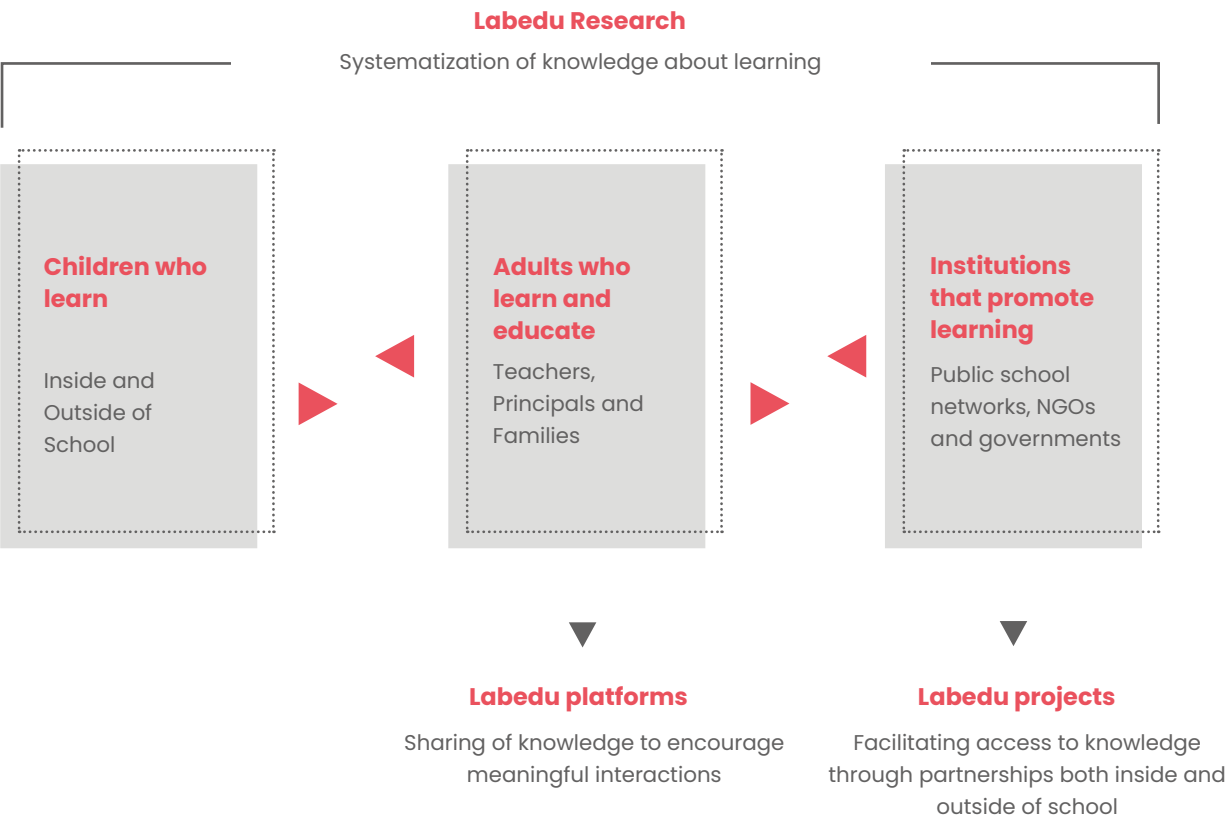 Labedu Research
Systematization of knowledge about learning
Children who
learn
Inside and
Outside of
School
Adults who
learn and
educate
Teachers,
Principals and
Families
Institutions
that promote
learning
Public school
networks, NGOs
and governments
Labedu platforms
Sharing of knowledge to encourage
meaningful interactions
Labedu projects
Facilitating access to knowledge
through partnerships both inside and
outside of school